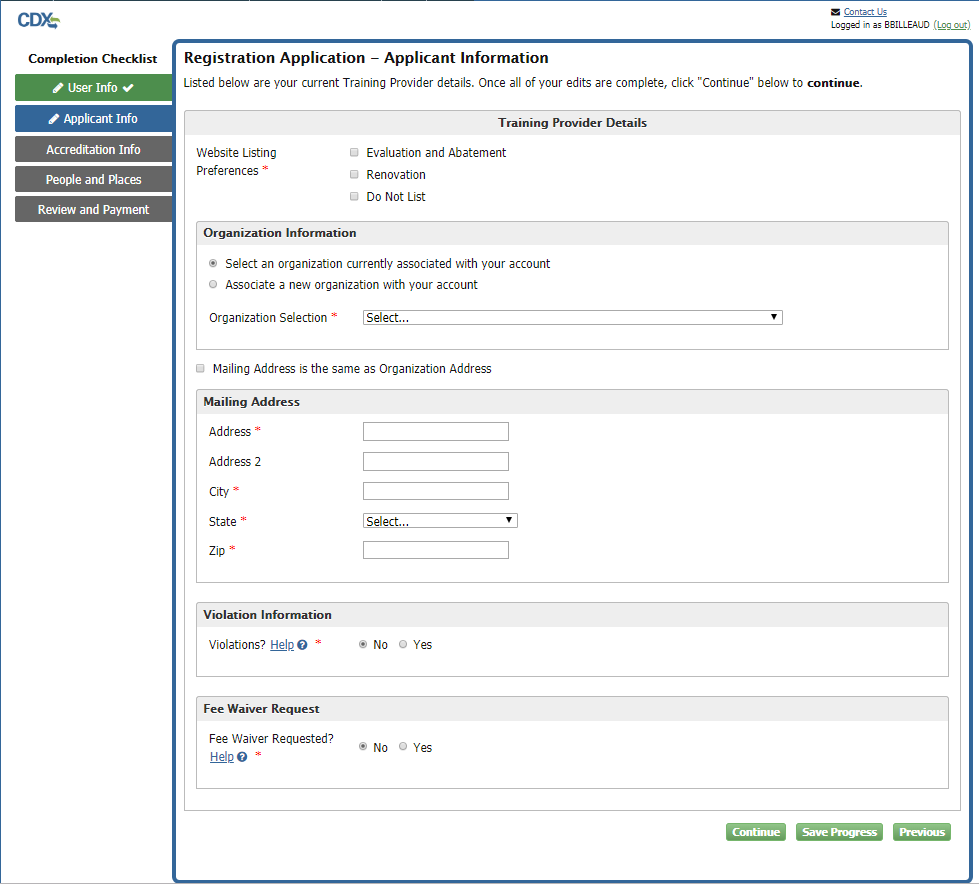 CDX
Contact Us
Logged in as BBILLEAUD (Log out)
Completion Checklist
User Info
Applicant Info
Accreditation Info
People and Places
Review and Payment
Registration Application – Applicant Information
Listed below are your current Training Provider details. Once all of your edits are complete, click "Continue" below to continue.
Training Provider Details
Website Listing
Preferences *
Evaluation and Abatement
Renovation
Do Not List
Organization Information
Select an organization currently associated with your account
Associate a new organization with your account
Organization Selection * Select...
Mailing Address is the same as Organization Address
Mailing Address
Address *
Address 2
City *
State * Select...
Zip *
Violation Information
Violations? Help ? * No Yes
Fee Waiver Request
Fee Waiver Requested?
Help ? * No Yes
Continue Save Progress Previous